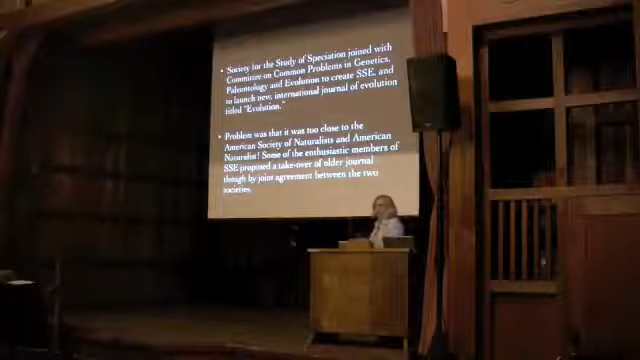 • Society for the Study of Speciation joined with
Committee on Common Problems in Genetics,
Paleontology and Evolution to create SSE, and
to launch new, international journal of evolution
titled "Evolution."
• Problem was that it was too close to the
American Society of Naturalists and American
Naturalist! Some of the enthusiastic members of
SSE proposed a take-over of older journal
though by joint agreement between the two
societies.